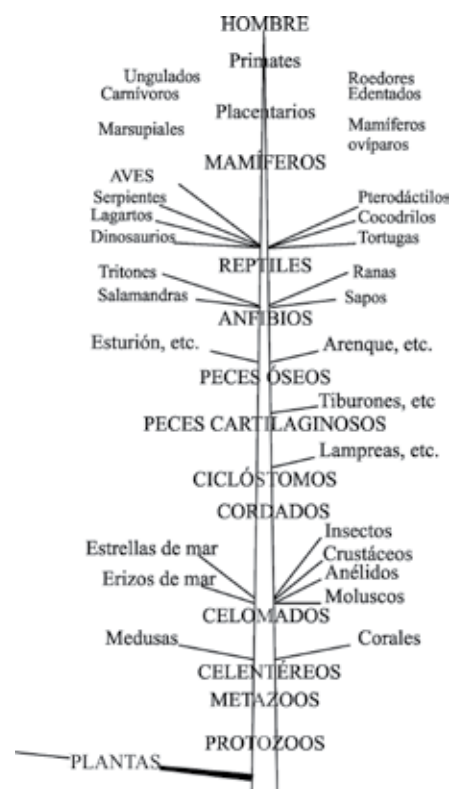 HOMBRE
Primates
Ungulados
Carnívoros
Roedores
Edentados
Placentarios
Marsupiales
Mamíferos
ovíparos
MAMÍFEROS
AVES
Serpientes
Lagartos
Dinosaurios
Pterodáctilos
Cocodrilos
Tortugas
REPTILES
Tritones
Salamandras
Ranas
Sapos
ANFIBIOS
Esturión, etc.
Arenque, etc.
PECES ÓSEOS
Tiburones, etc
PECES CARTILAGINOSOS
Lampreas, etc.
CICLÓSTOMOS
CORDADOS
Estrellas de mar
Erizos de mar
Insectos
Crustáceos
Anélidos
Moluscos
CELOMADOS
Medusas
Corales
CELENTÉREOS
METAZOOS
PROTOZOOS
PLANTAS